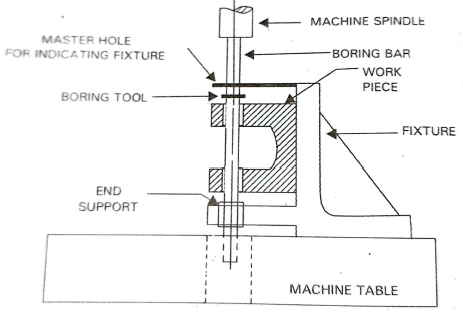 MACHINE SPINDLE
MASTER HOLE
FOR INDICATING FIXTURE
BORING BAR
WORK
PIECE
BORING TOOL
FIXTURE
END
SUPPORT
MACHINE TABLE